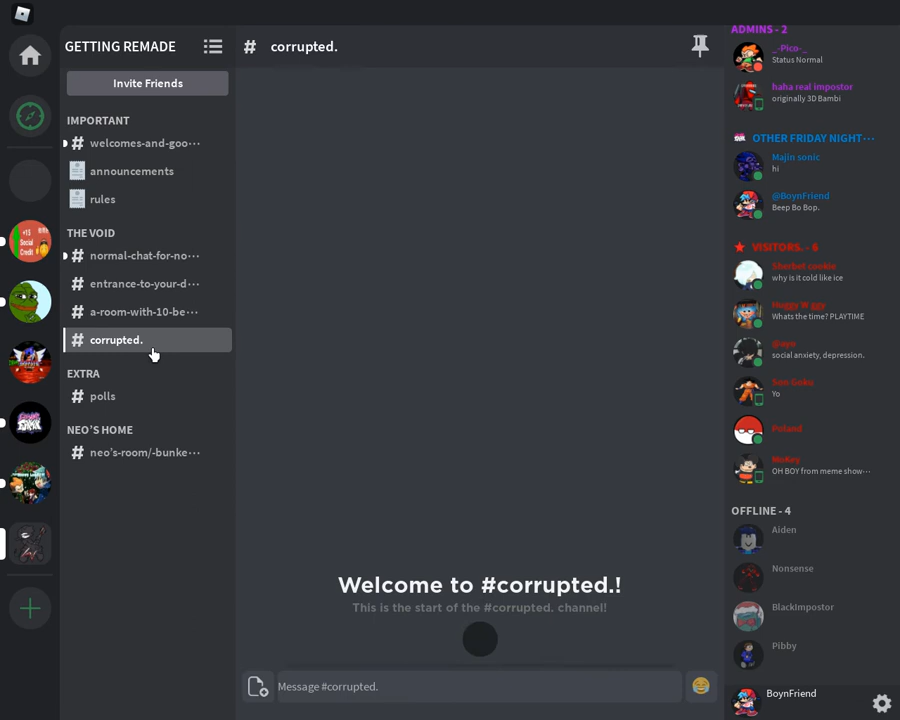 GETTING REMADE
Invite Friends
IMPORTANT
# welcomes-and-goo···
announcements
rules
THE VOID
# normal-chat-for-no···
# entrance-to-your-d···
# a-room-with-10-be···
# corrupted.
EXTRA
# polls
NEO'S HOME
# neo's-room/-bunke···
# corrupted.
Welcome to #corrupted.!
This is the start of the #corrupted. channel!
Message #corrupted.
ADMINS - 2
_-Pico-_
Status Normal
haha real impostor
originally 3D Bambi
OTHER FRIDAY NIGHT···
Majin sonic
hi
@BoynFriend
Beep Bo Bop.
VISITORS. - 6
Sherbet cookie
why is it cold like ice
Huggy W ggy
Whats the time? PLAYTIME
social anxiety, depression.
Son Goku
Yo
Poland
McKey
OH BOY from meme show···
OFFLINE - 4
Aiden
Nonsense
BlackImpostor
Pibby
BoynFriend
+15
Social
Credit